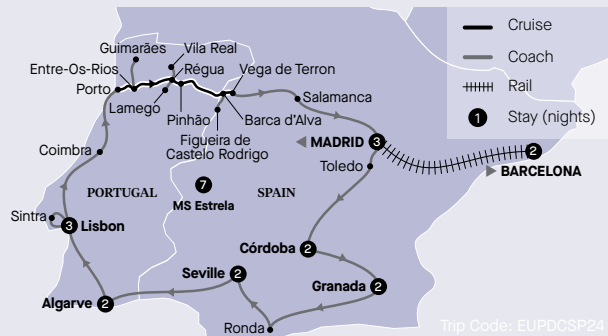 Cruise
Coach
Rail
1 Stay (nights)
Guimarães
Vila Real
Entre-Os-Rios
Régua
Vega de Terron
Porto
Lamego
Pinhão
Barca d'Alva
Salamanca
Figueira de
Castelo Rodrigo
MADRID 3
2
BARCELONA
Toledo
Coimbra
PORTUGAL
SPAIN
7
MS Estrela
Sintra
3 Lisbon
Córdoba 2
Seville 2
Granada 2
Algarve 2
Ronda
Trip Code: EUPDCSP24